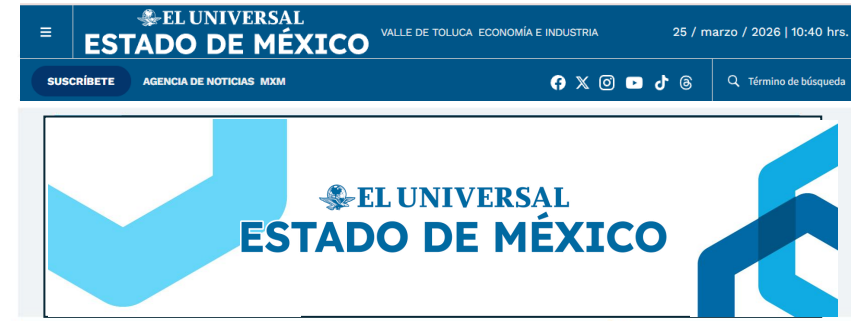 EL UNIVERSAL
ESTADO DE MÉXICO
VALLE DE TOLUCA ECONOMÍA E INDUSTRIA
25 / marzo / 2026 | 10:40 hrs.
SUSCRÍBETE
AGENCIA DE NOTICIAS MXM
Término de búsqueda
EL UNIVERSAL
ESTADO DE MÉXICO